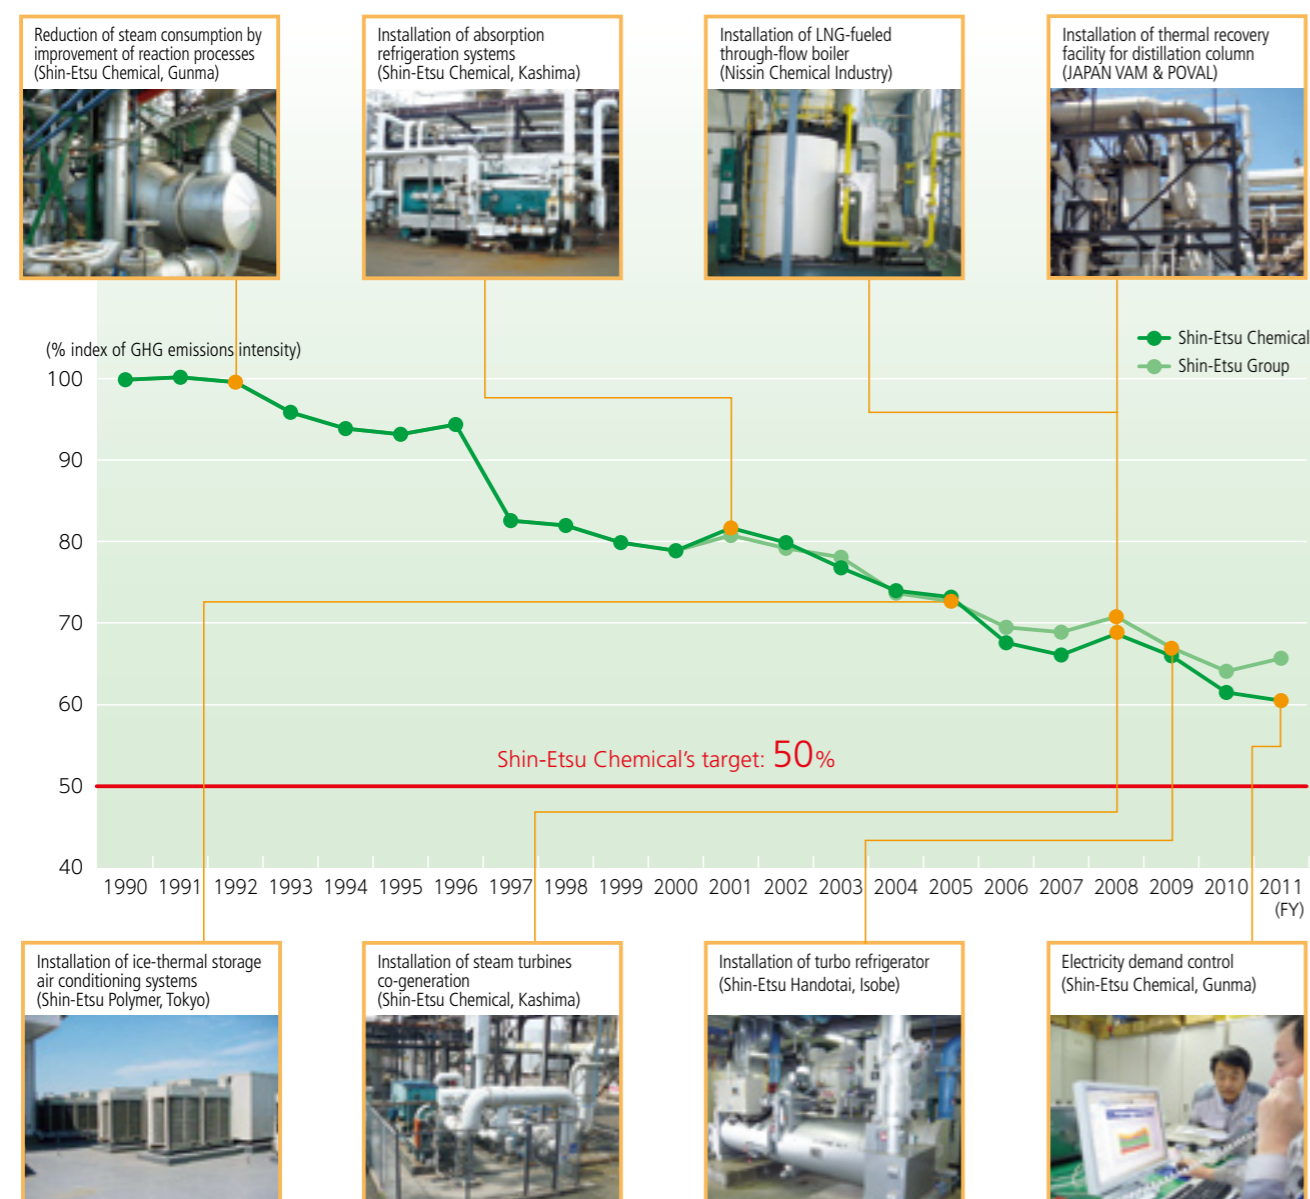 Reduction of steam consumption by
improvement of reaction processes
(Shin-Etsu Chemical, Gunma)
Installation of absorption
refrigeration systems
(Shin-Etsu Chemical, Kashima)
Installation of LNG-fueled
through-flow boiler
(Nissin Chemical Industry)
Installation of thermal recovery
facility for distillation column
(JAPAN VAM & POVAL)
(% index of GHG emissions intensity)
Shin-Etsu Chemical
Shin-Etsu Group
100
90
80
70
60
50
40
Shin-Etsu Chemical's target: 50%
1990 1991 1992 1993 1994 1995 1996 1997 1998 1999 2000 2001 2002 2003 2004 2005 2006 2007 2008 2009 2010 2011
(FY)
Installation of ice-thermal storage
air conditioning systems
(Shin-Etsu Polymer, Tokyo)
Installation of steam turbines
co-generation
(Shin-Etsu Chemical, Kashima)
Installation of turbo refrigerator
(Shin-Etsu Handotai, Isobe)
Electricity demand control
(Shin-Etsu Chemical, Gunma)